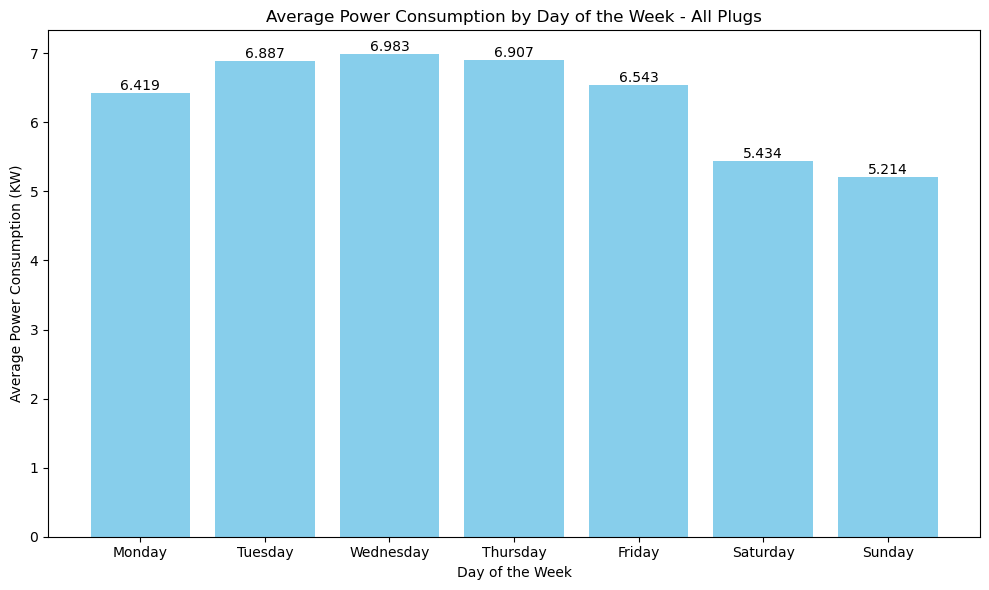 Average Power Consumption by Day of the Week - All Plugs
Average Power Consumption (KW)
7
6
5
4
3
2
1
0
6.419
6.887
6.983
6.907
6.543
5.434
5.214
Monday
Tuesday
Wednesday
Thursday
Friday
Saturday
Sunday
Day of the Week